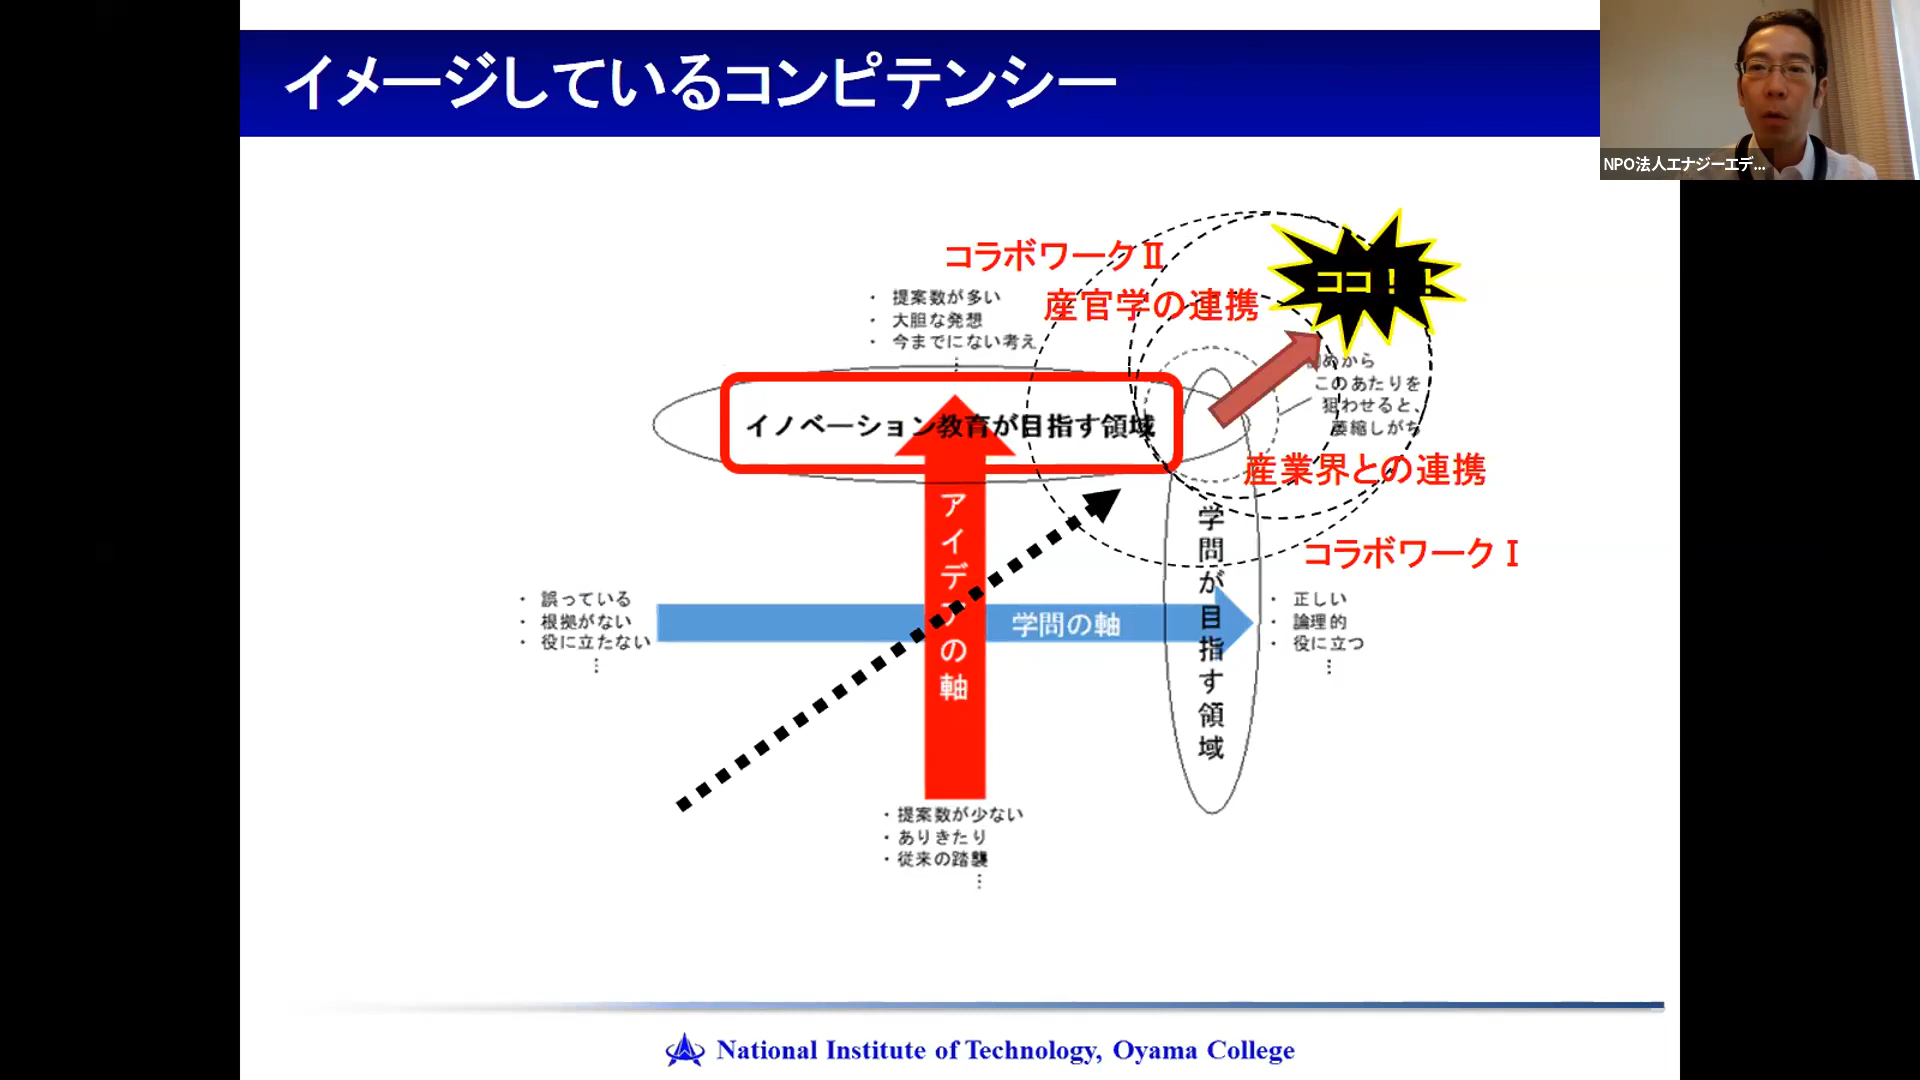 イメージしているコンピテンシー
NPO法人エナジーエデ...
コラボワークⅡ
産官学の連携
ココ！！
・ 提案数が多い
・ 大胆な発想
・ 今までにない考え
⋮
めから
このあたりを
狙わせると、
萎縮しがち
イノベーション教育が目指す領域
産業界との連携
コラボワークⅠ
アイデアの軸
学問の軸
学問が目指す領域
・ 誤っている
・ 根拠がない
・ 役に立たない
⋮
・ 正しい
・ 論理的
・ 役に立つ
⋮
・提案数が少ない
・ありきたり
・従来の踏襲
⋮
National Institute of Technology, Oyama College